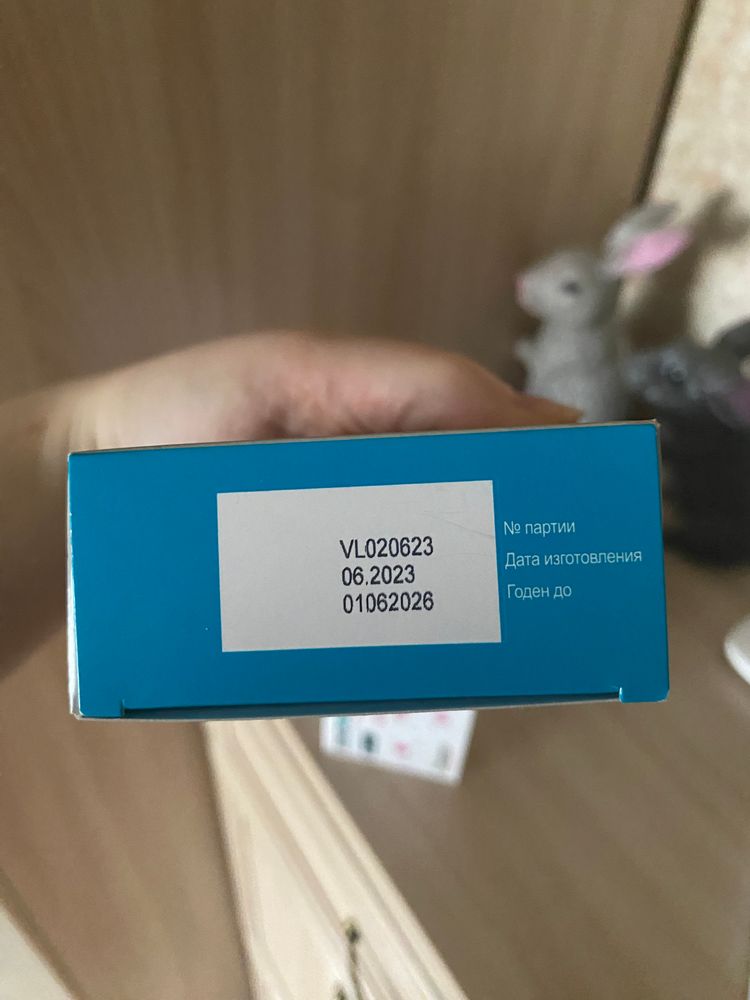 VL020623
06.2023
01062026
№ партии
Дата изготовления
Годен до